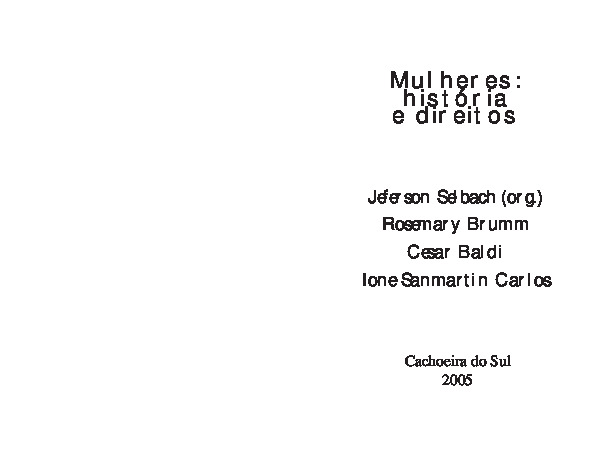 Mulheres:
história
e direitos
Jeferson Selbach (org.)
Rosemary Brumm
Cesar Baldi
Ione Sanmartin Carlos
Cachoeira do Sul
2005